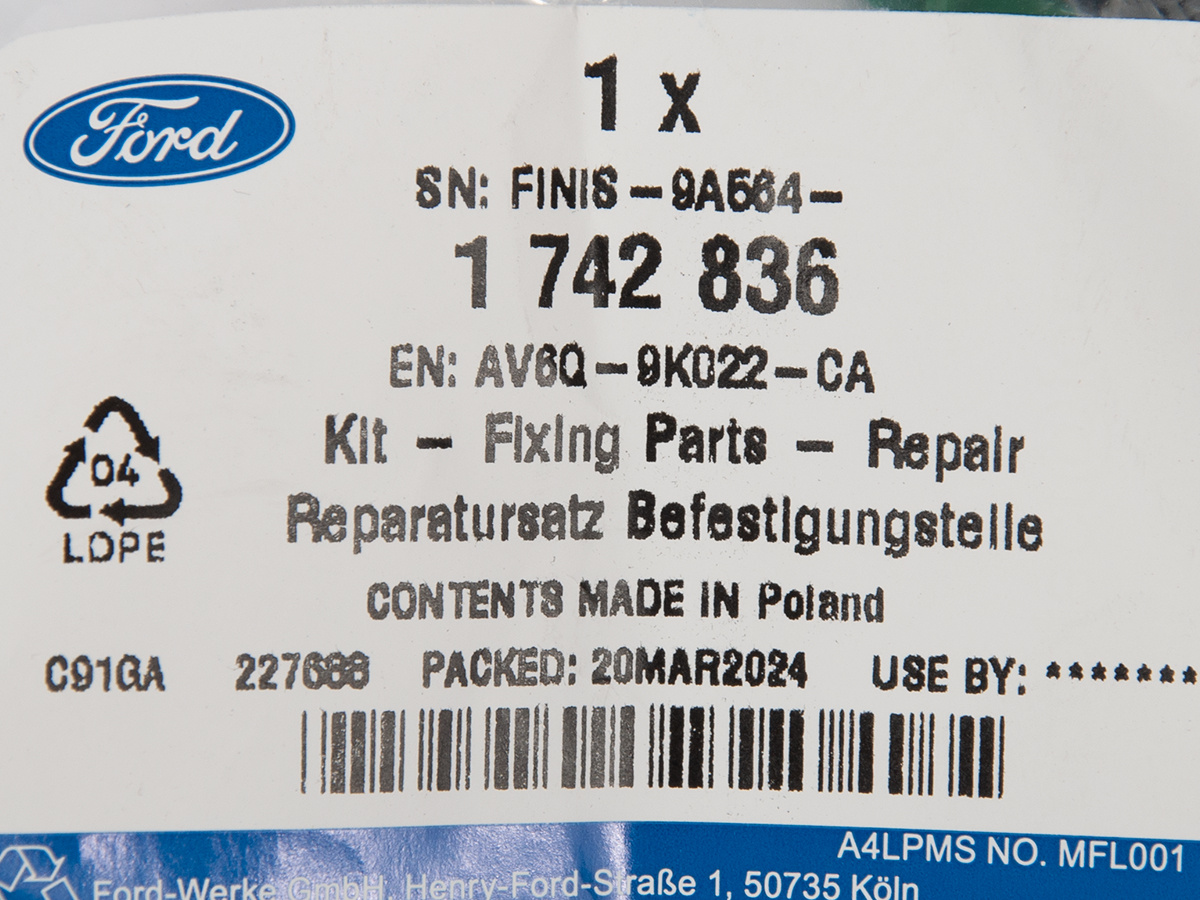 Ford
1 x
SN: FINIS-9A564-
1 742 836
EN: AV6Q-9K022-CA
Kit - Fixing Parts - Repair
Reparatursatz Befestigungsteile
04
LDPE
CONTENTS MADE IN Poland
C91GA 227688 PACKED: 20MAR2024 USE BY: *******
A4LPMS NO. MFL001
Ford-Werke GmbH, Henry-Ford-Straße 1, 50735 Köln